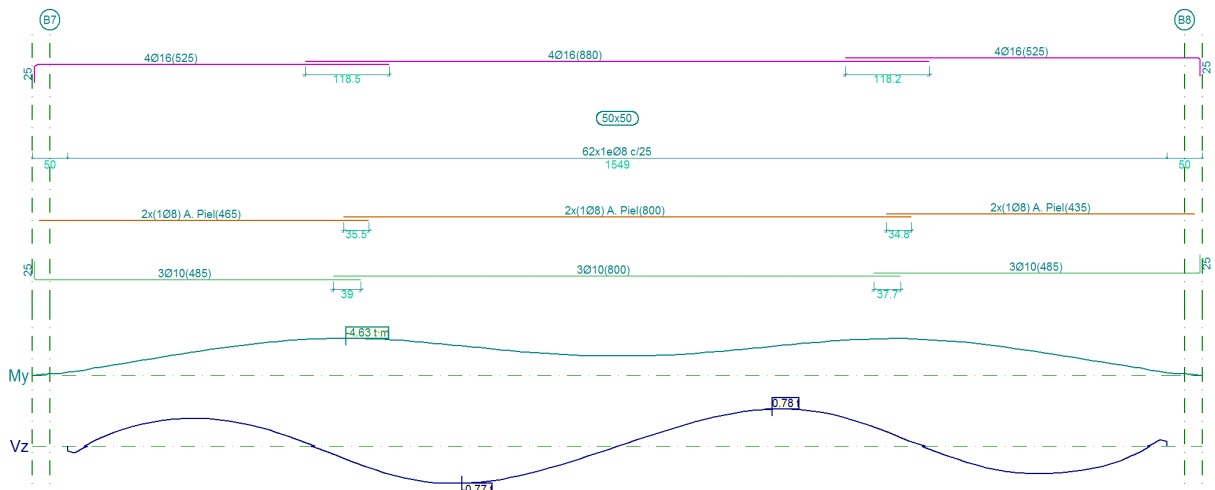 B7
B8
4Ø16(525)
4Ø16(880)
4Ø16(525)
25
118.5
118.2
25
50x50
62x1eØ8 c/25
50
1549
50
2x(1Ø8) A. Piel(465)
2x(1Ø8) A. Piel(800)
2x(1Ø8) A. Piel(435)
35.5
34.8
25
3Ø10(485)
3Ø10(800)
3Ø10(485)
25
39
37.7
-4.63 t·m
My
0.78 t
Vz
-0.77 t